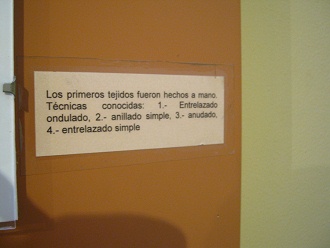 Los primeros tejidos fueron hechos a mano.
Técnicas conocidas: 1.- Entrelazado
ondulado, 2.- anillado simple, 3.- anudado,
4.- entrelazado simple